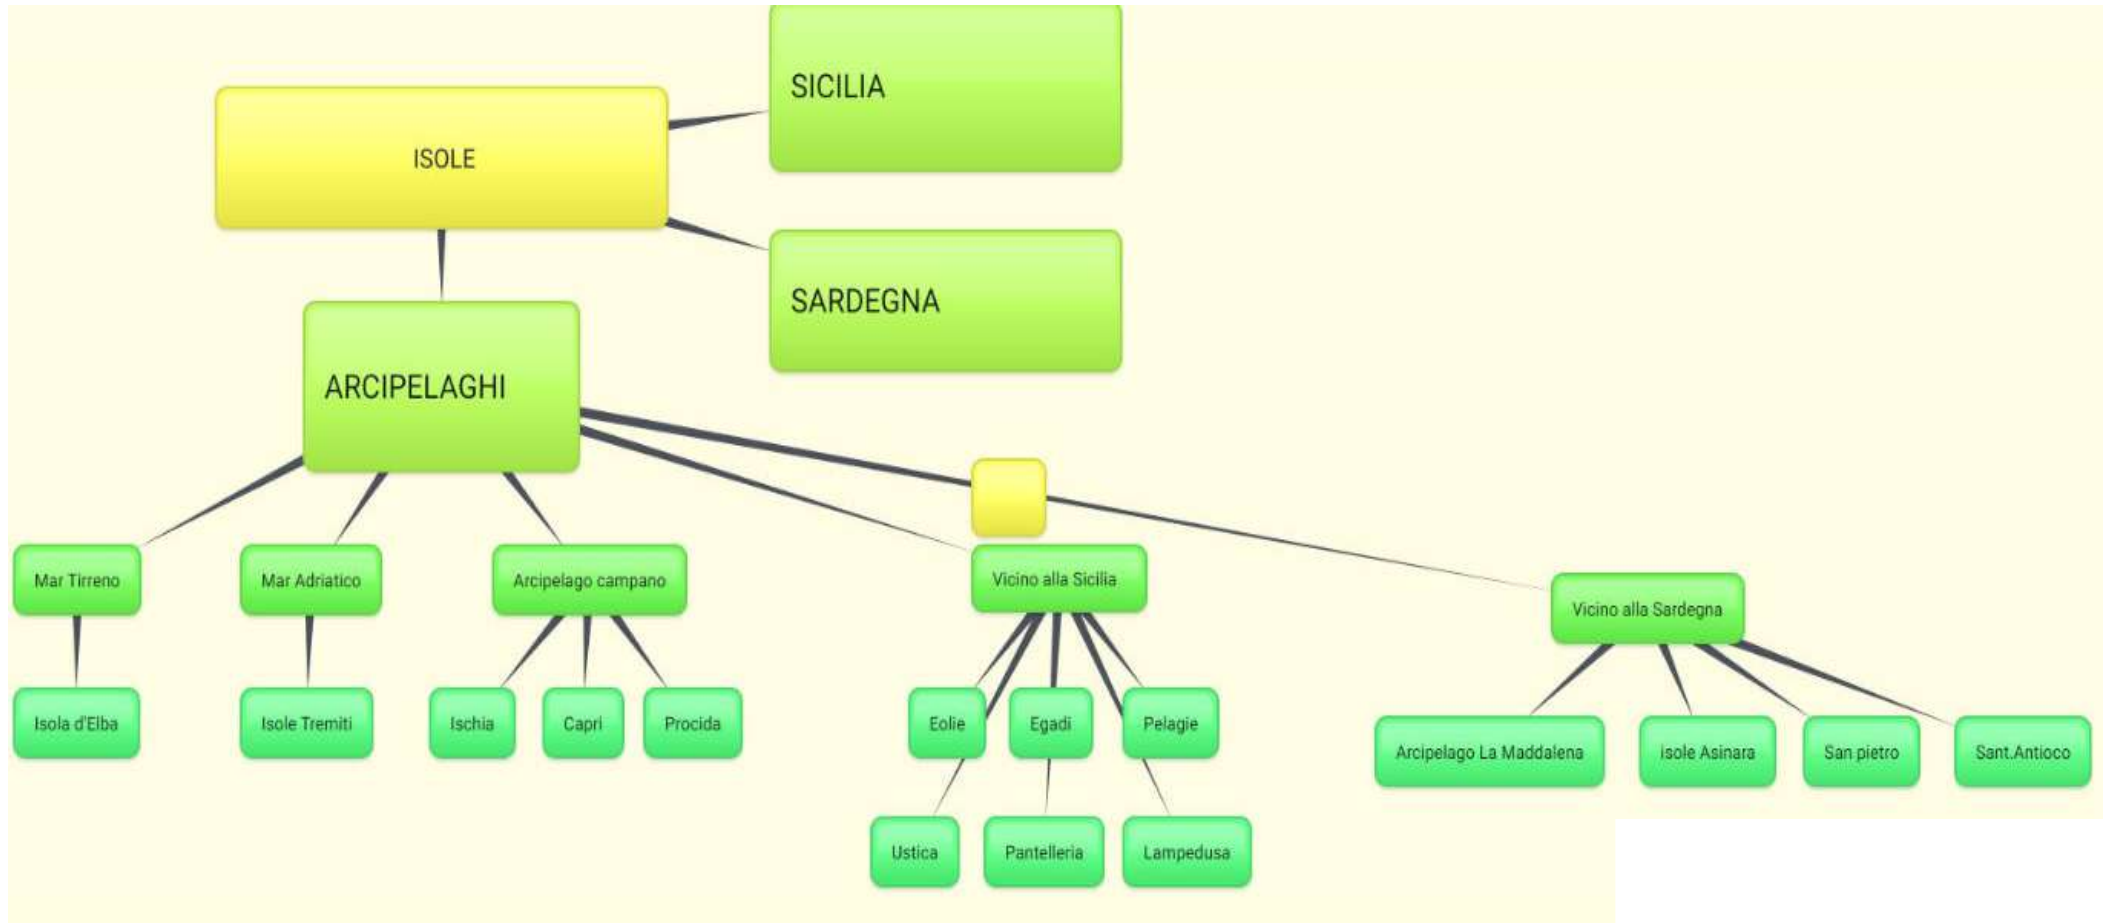 SICILIA
ISOLE
SARDEGNA
ARCIPELAGHI
Mar Tirreno
Mar Adriatico
Arcipelago campano
Vicino alla Sicilia
Vicino alla Sardegna
Isola d'Elba
Isole Tremiti
Ischia
Capri
Procida
Eolie
Egadi
Pelagie
Arcipelago La Maddalena
isole Asinara
San pietro
Sant.Antioco
Ustica
Pantelleria
Lampedusa